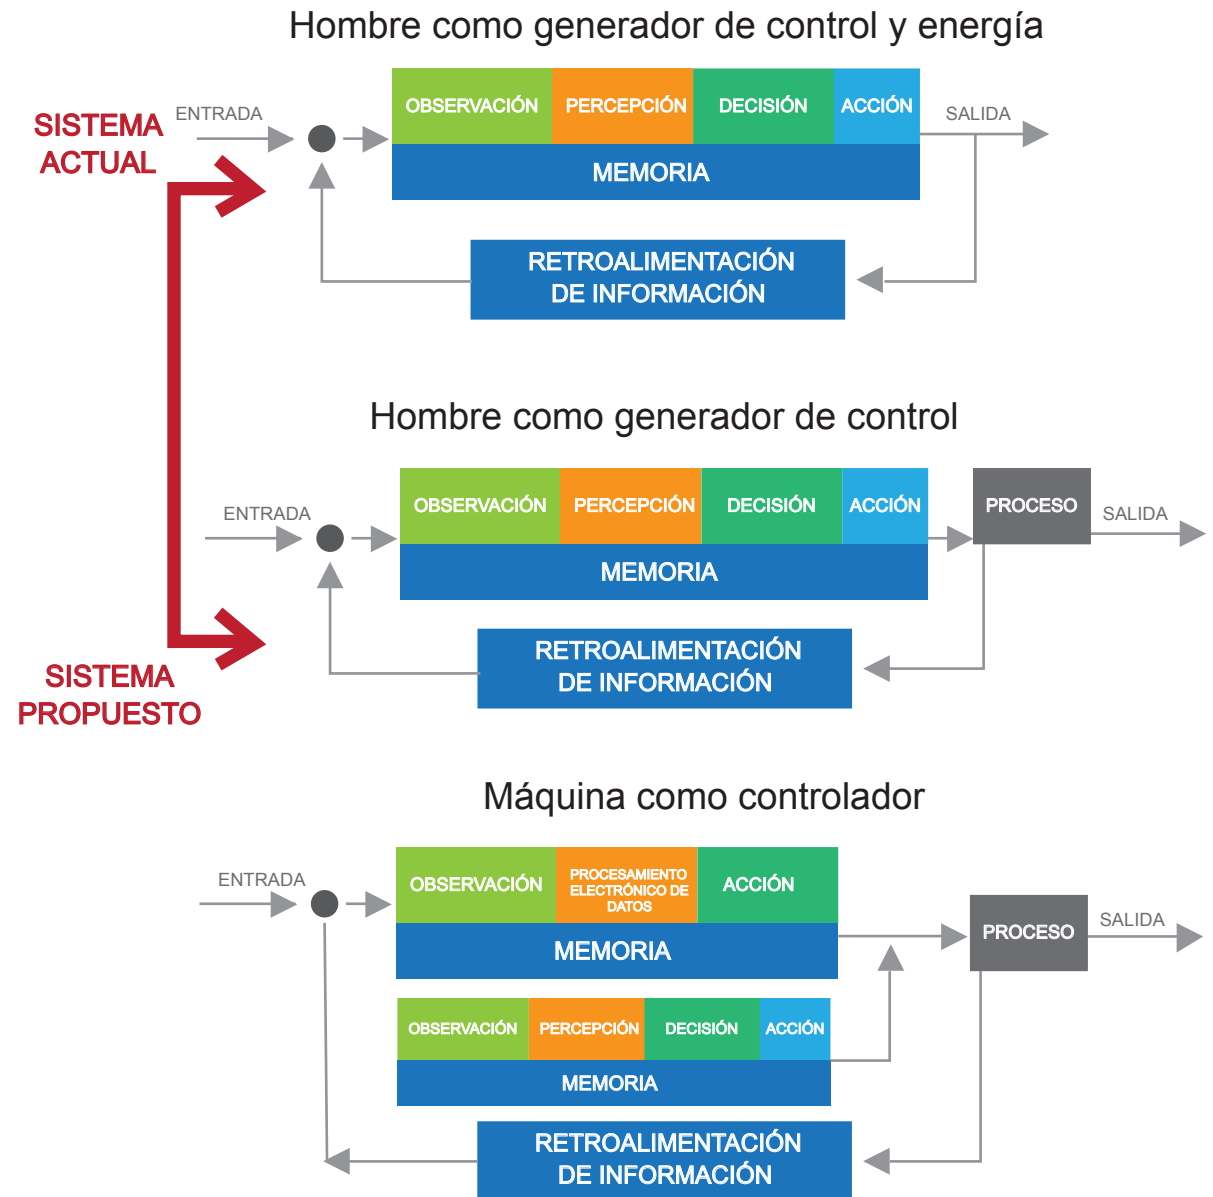 Hombre como generador de control y energía
SISTEMA
ACTUAL
ENTRADA
OBSERVACIÓN
PERCEPCIÓN
DECISIÓN
ACCIÓN
SALIDA
MEMORIA
RETROALIMENTACIÓN
DE INFORMACIÓN
Hombre como generador de control
ENTRADA
OBSERVACIÓN
PERCEPCIÓN
DECISIÓN
ACCIÓN
PROCESO
SALIDA
MEMORIA
RETROALIMENTACIÓN
DE INFORMACIÓN
SISTEMA
PROPUESTO
Máquina como controlador
ENTRADA
OBSERVACIÓN
PROCESAMIENTO
ELECTRÓNICO DE
DATOS
ACCIÓN
MEMORIA
PROCESO
SALIDA
OBSERVACIÓN
PERCEPCIÓN
DECISIÓN
ACCIÓN
MEMORIA
RETROALIMENTACIÓN
DE INFORMACIÓN